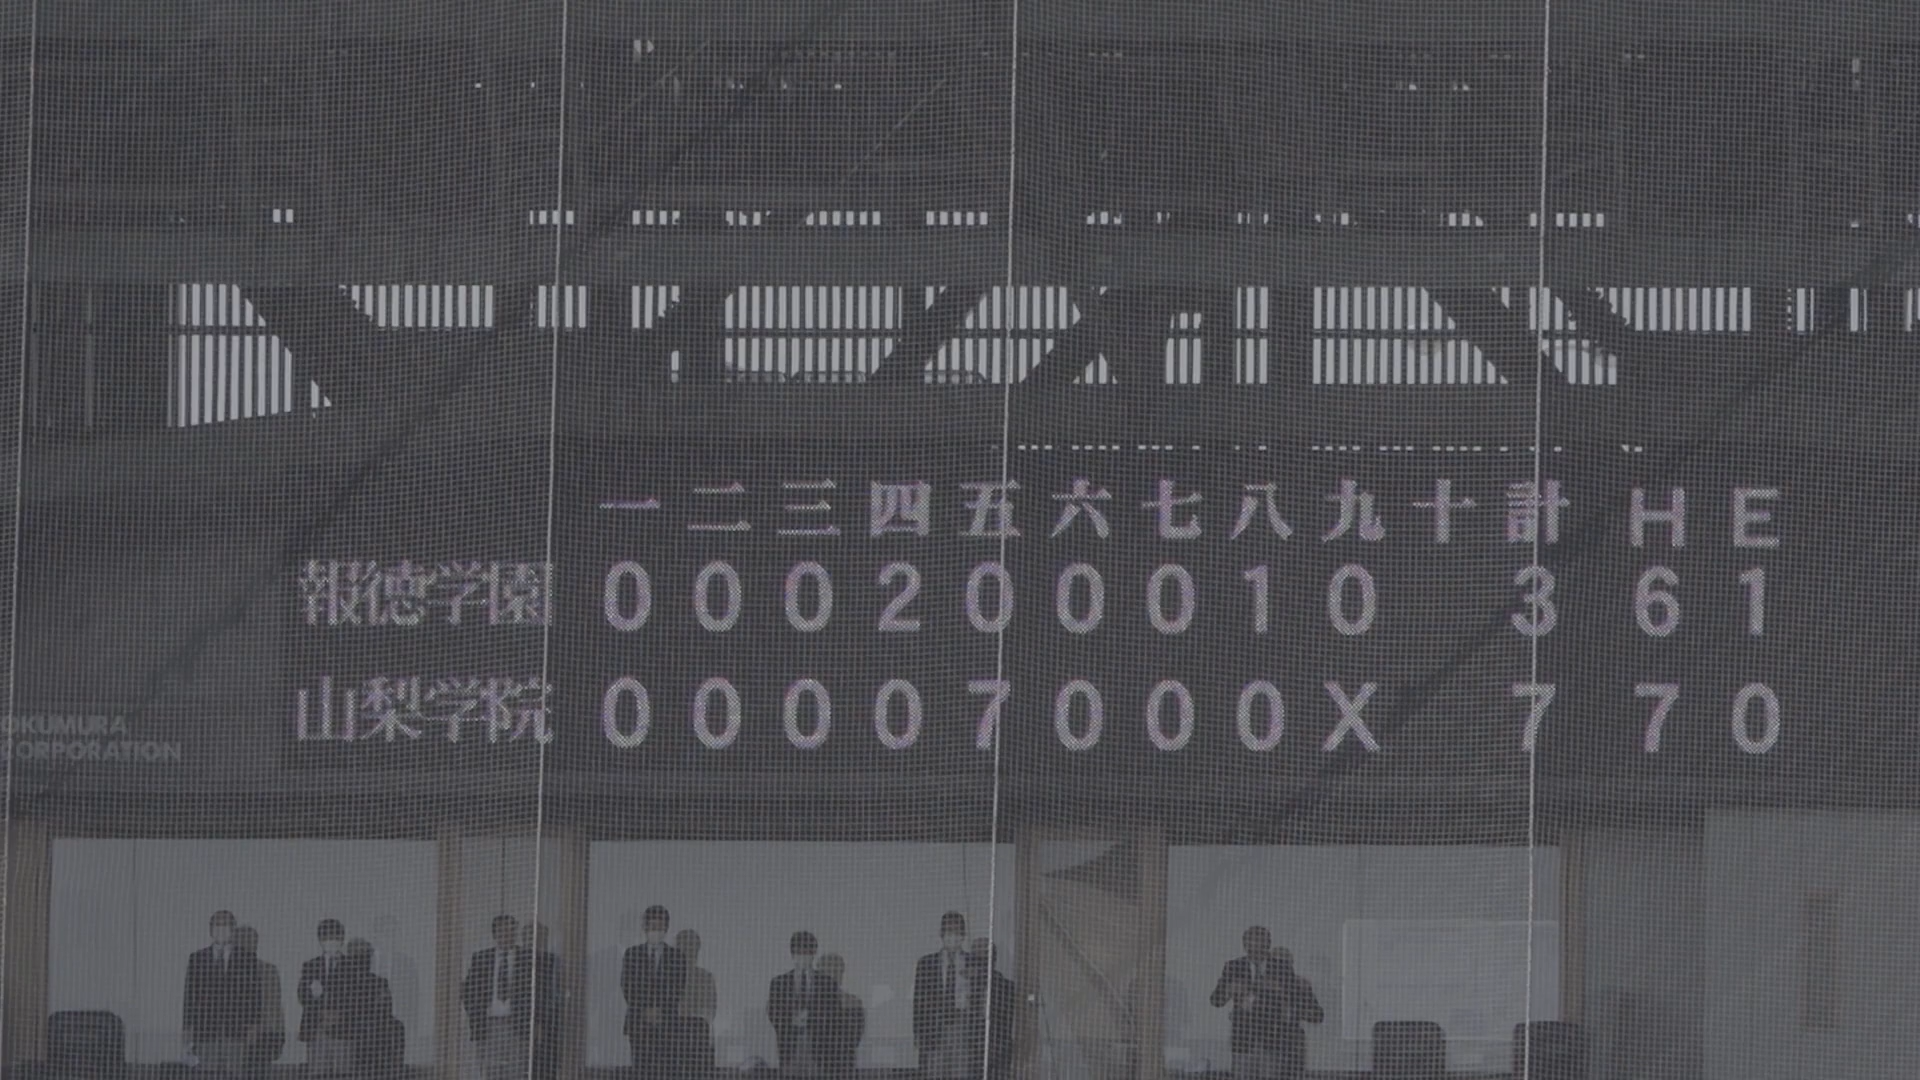 一 二 三 四 五 六 七 八 九 十 計 H E
報徳学園 0 0 0 2 0 0 0 1 0 3 6 1
山梨学院 0 0 0 0 7 0 0 0 X 7 7 0
OKUMURA
CORPORATION